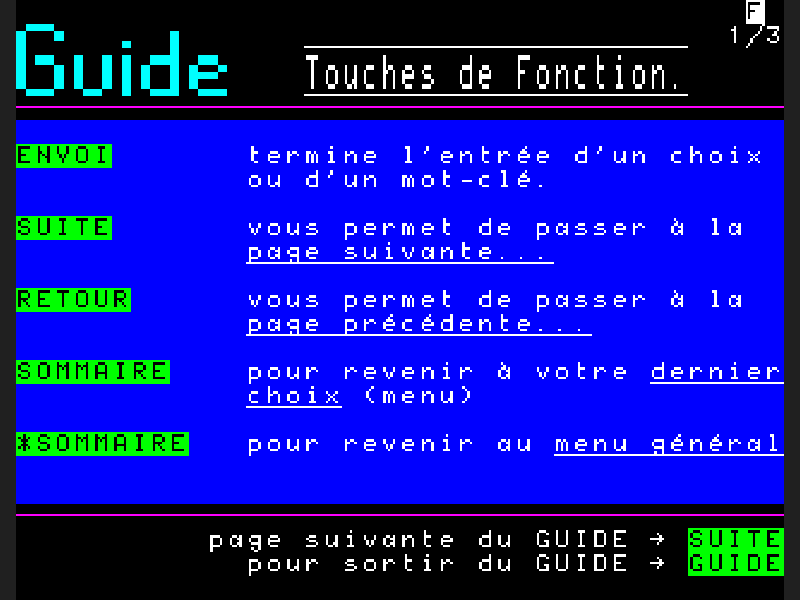 F
1/3
Guide
Touches de Fonction.
ENVOI termine l'entrée d'un choix
ou d'un mot-clé.
SUITE vous permet de passer à la
page suivante...
RETOUR vous permet de passer à la
page précédente...
SOMMAIRE pour revenir à votre dernier
choix (menu)
*SOMMAIRE pour revenir au menu général
page suivante du GUIDE → SUITE
pour sortir du GUIDE → GUIDE